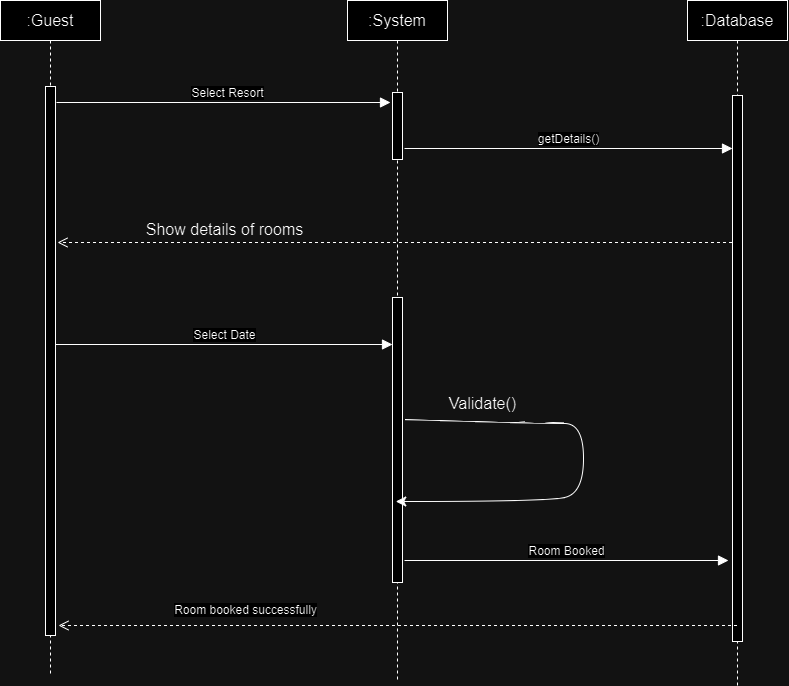 :Guest
:System
:Database
Select Resort
getDetails()
Show details of rooms
Select Date
Validate()
Room Booked
Room booked successfully